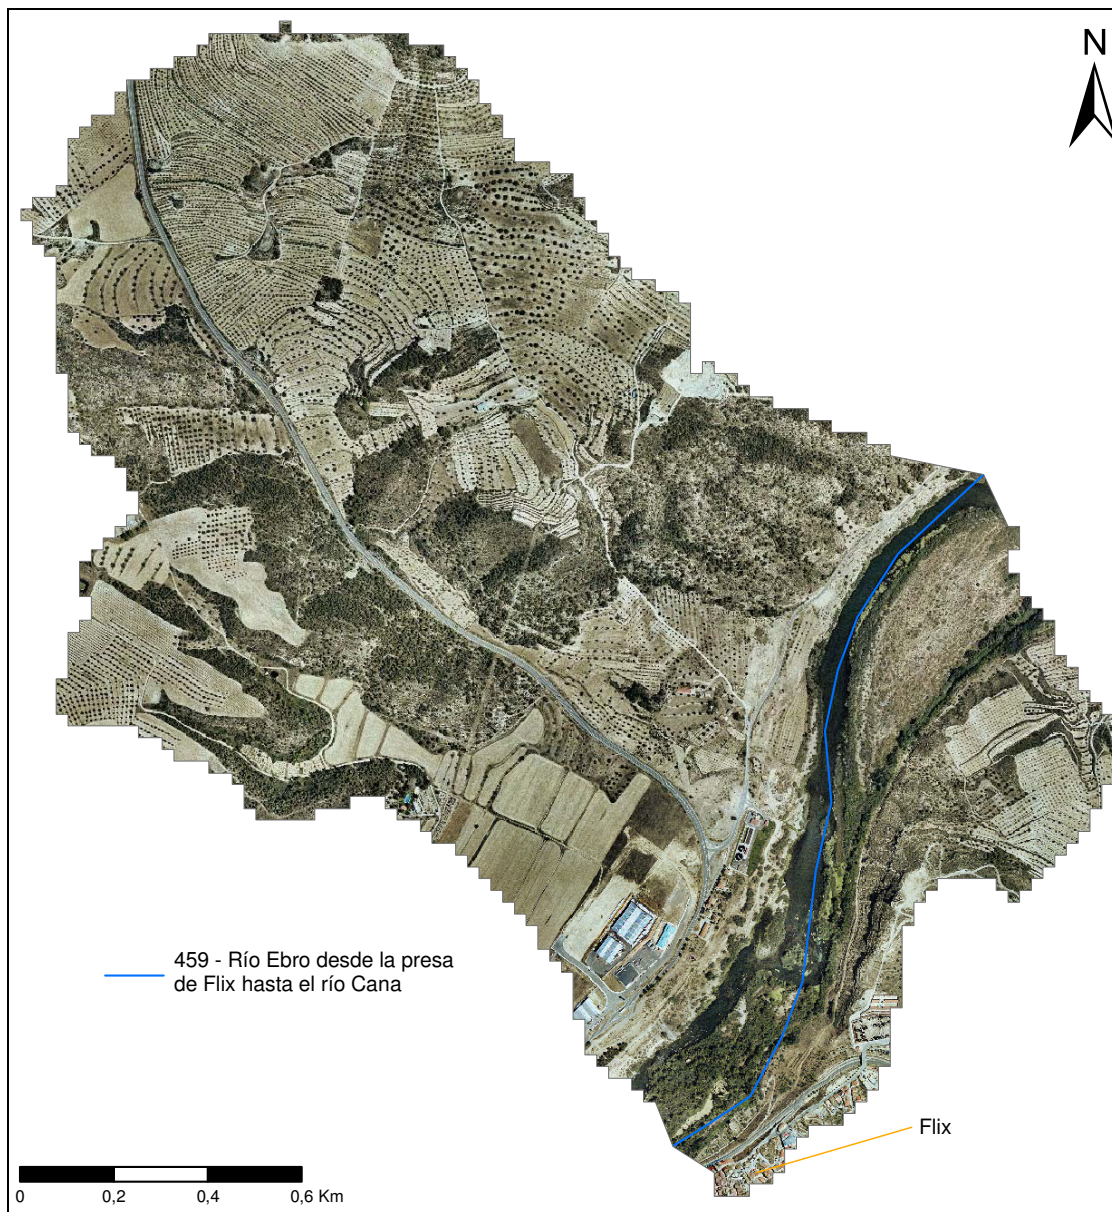 N
459 - Río Ebro desde la presa
de Flix hasta el río Cana
Flix
0 0,2 0,4 0,6 Km